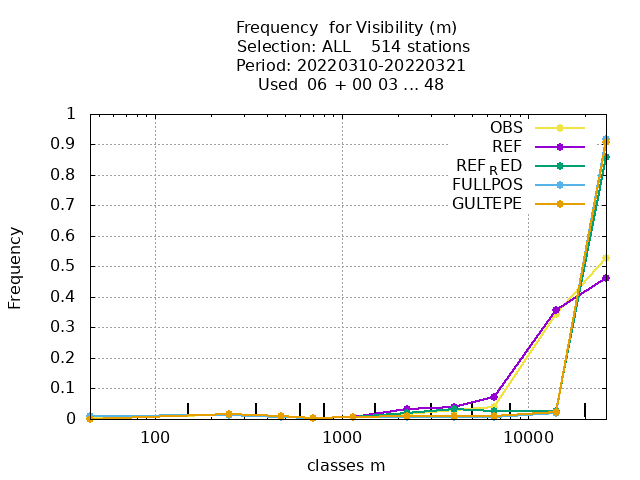 Frequency  for Visibility (m)
Selection: ALL    514 stations
Period: 20220310-20220321
Used  06 + 00 03 ... 48
OBS
REF
REF_RED
FULLPOS
GULTEPE
1
0.9
0.8
0.7
0.6
0.5
0.4
0.3
0.2
0.1
0
Frequency
100 1000 10000
classes m